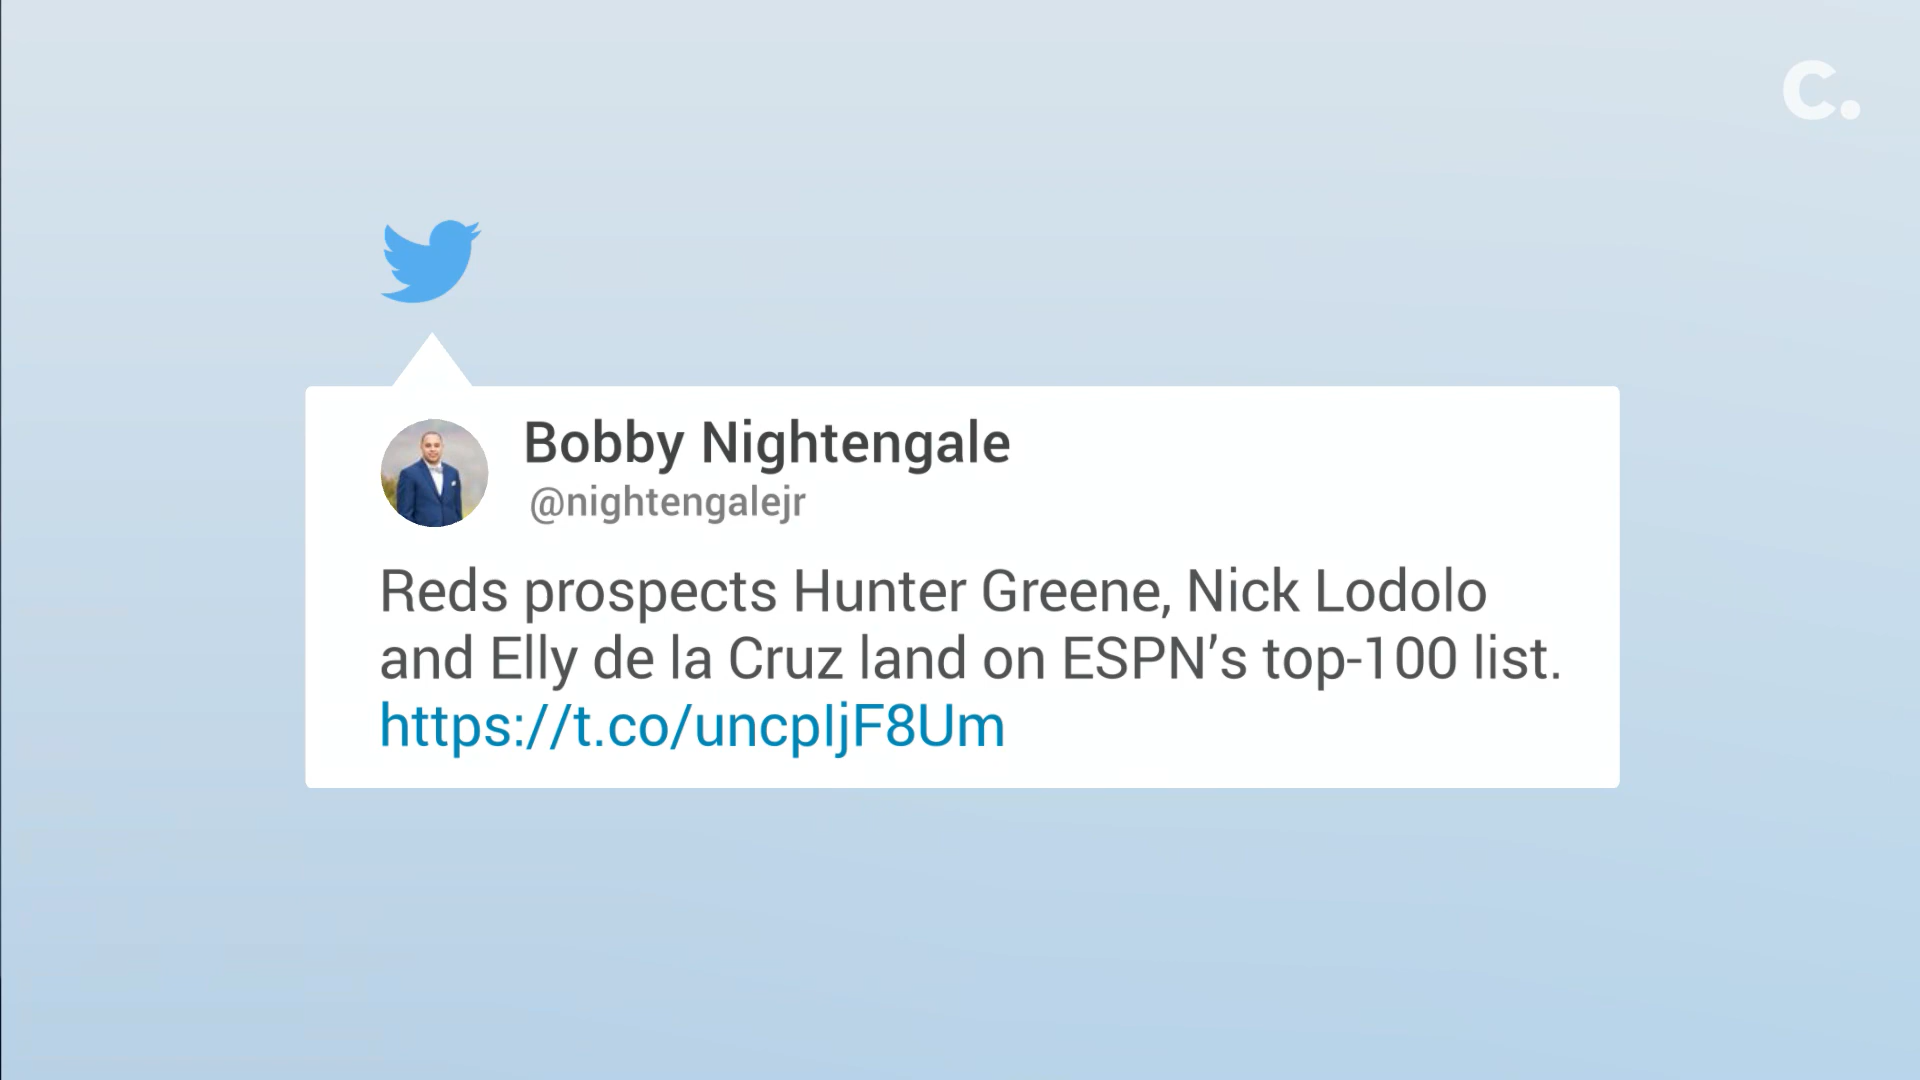 C.
Bobby Nightengale
@nightengalejr
Reds prospects Hunter Greene, Nick Lodolo
and Elly de la Cruz land on ESPN’s top-100 list.
https://t.co/uncpljF8Um